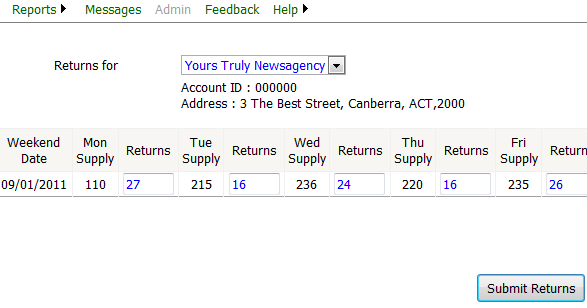 Reports Messages Admin Feedback Help
Returns for Yours Truly Newsagency
Account ID : 000000
Address : 3 The Best Street, Canberra, ACT,2000
Weekend Date Mon Supply Returns Tue Supply Returns Wed Supply Returns Thu Supply Returns Fri Supply Return
09/01/2011 110 27 215 16 236 24 220 16 235 26
Submit Returns